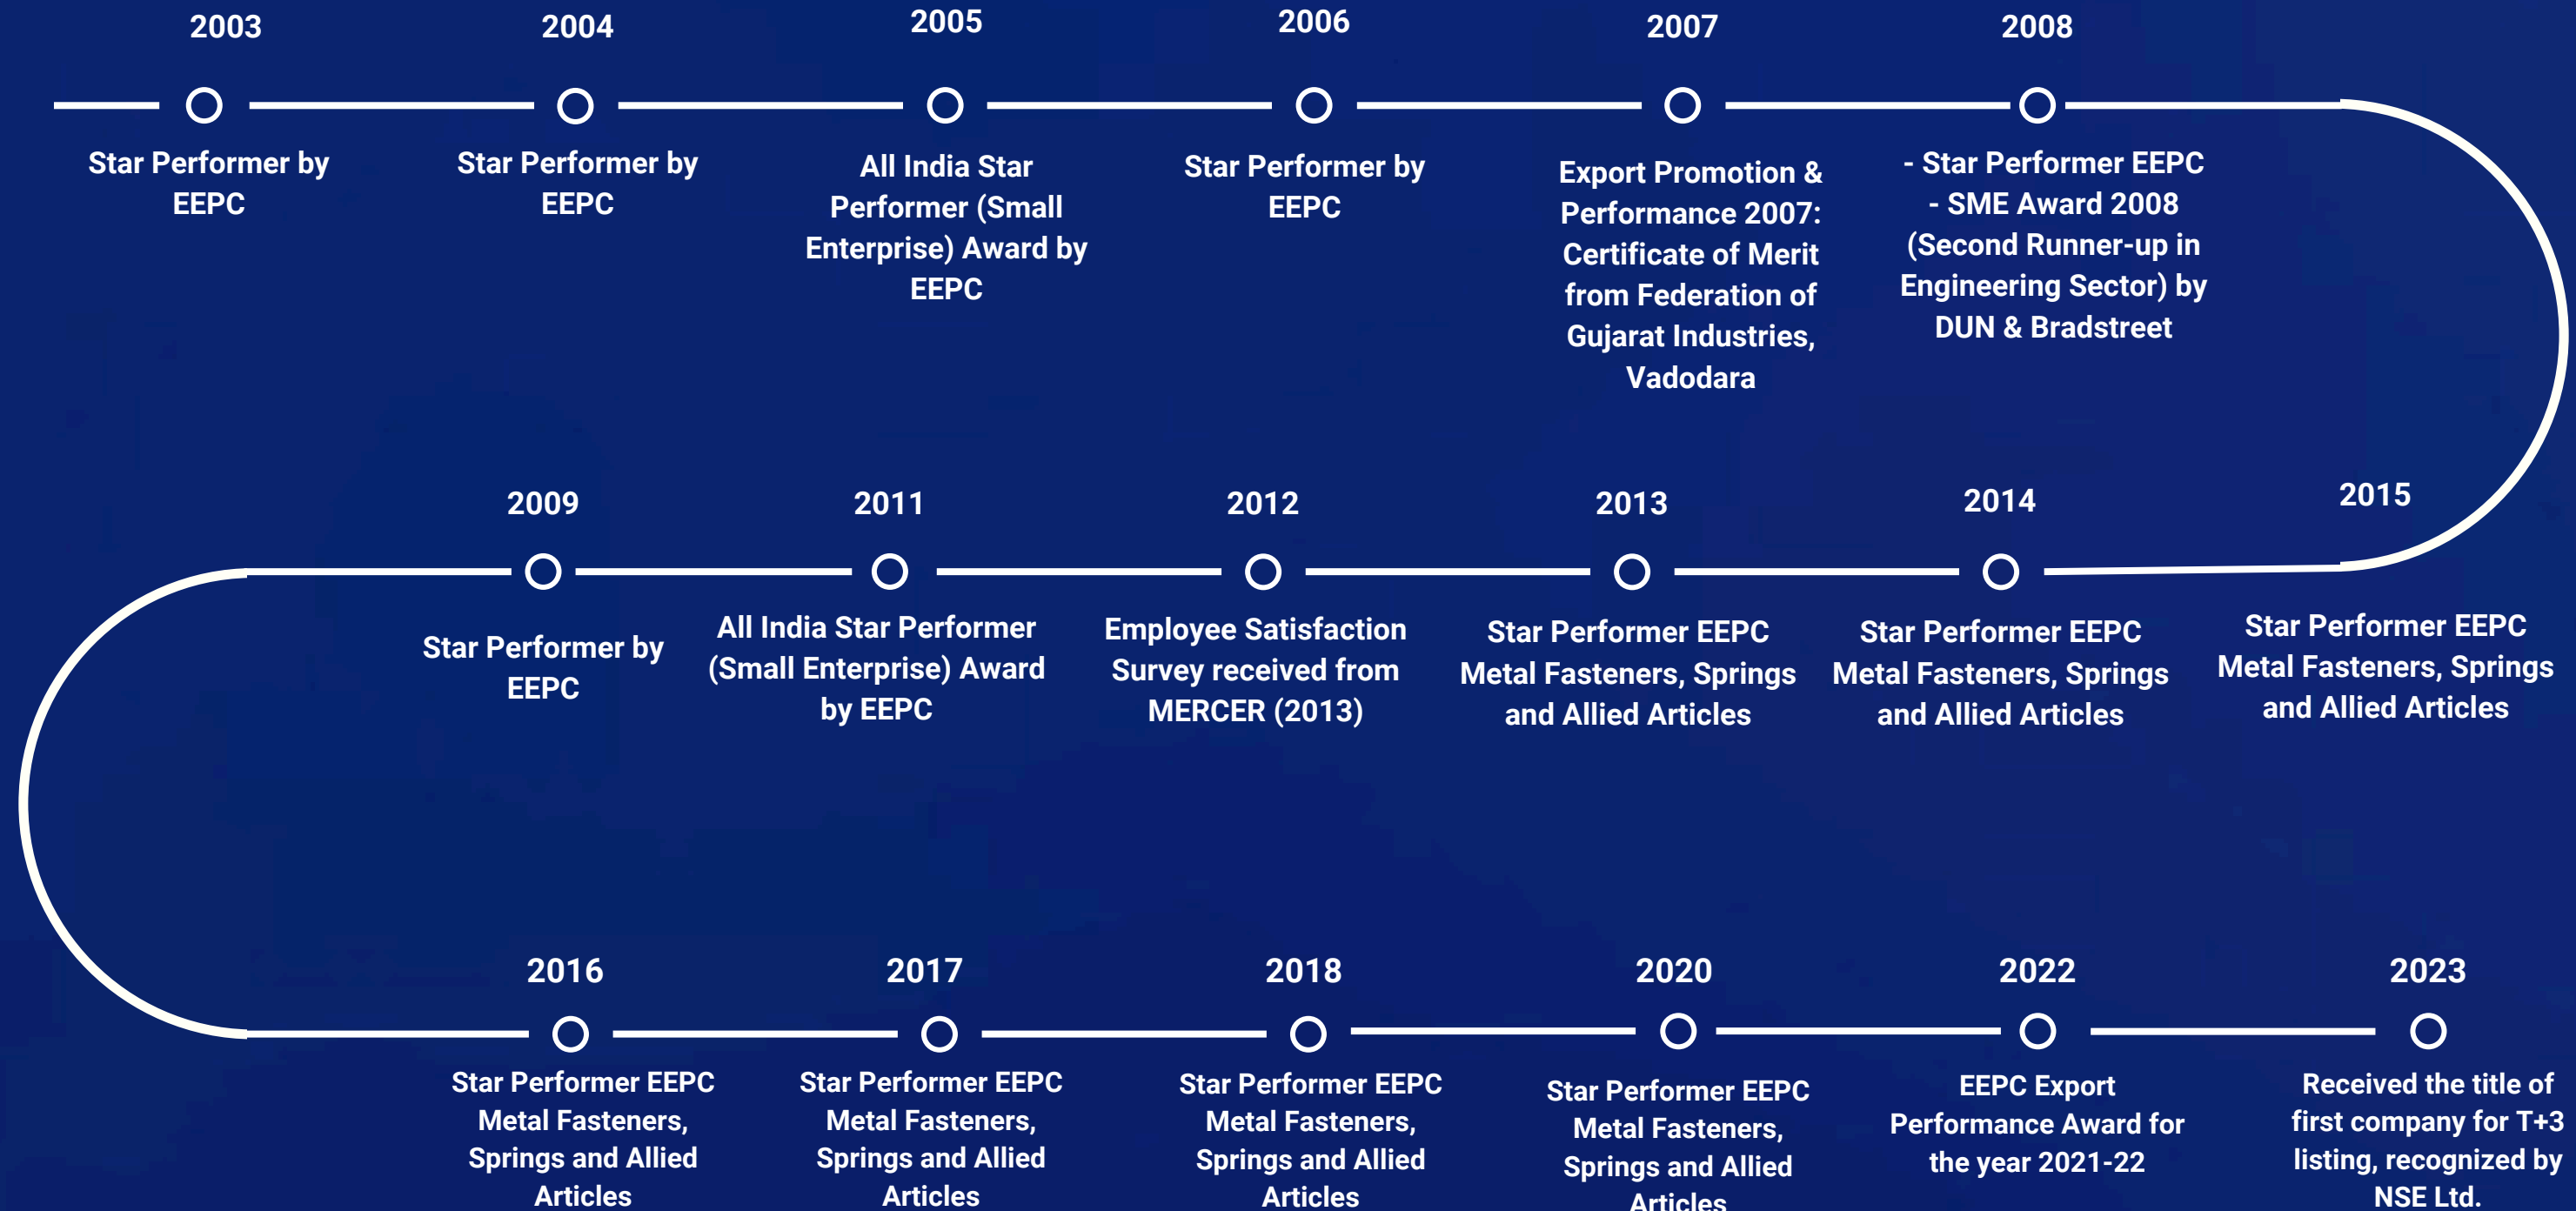 2003
Star Performer by
EEPC
2004
Star Performer by
EEPC
2005
All India Star
Performer (Small
Enterprise) Award by
EEPC
2006
Star Performer by
EEPC
2007
Export Promotion &
Performance 2007:
Certificate of Merit
from Federation of
Gujarat Industries,
Vadodara
2008
- Star Performer EEPC
- SME Award 2008
(Second Runner-up in
Engineering Sector) by
DUN & Bradstreet
2009
Star Performer by
EEPC
2011
All India Star Performer
(Small Enterprise) Award
by EEPC
2012
Employee Satisfaction
Survey received from
MERCER (2013)
2013
Star Performer EEPC
Metal Fasteners, Springs
and Allied Articles
2014
Star Performer EEPC
Metal Fasteners, Springs
and Allied Articles
2015
Star Performer EEPC
Metal Fasteners, Springs
and Allied Articles
2016
Star Performer EEPC
Metal Fasteners,
Springs and Allied
Articles
2017
Star Performer EEPC
Metal Fasteners,
Springs and Allied
Articles
2018
Star Performer EEPC
Metal Fasteners,
Springs and Allied
Articles
2020
Star Performer EEPC
Metal Fasteners,
Springs and Allied
Articles
2022
EEPC Export
Performance Award for
the year 2021-22
2023
Received the title of
first company for T+3
listing, recognized by
NSE Ltd.